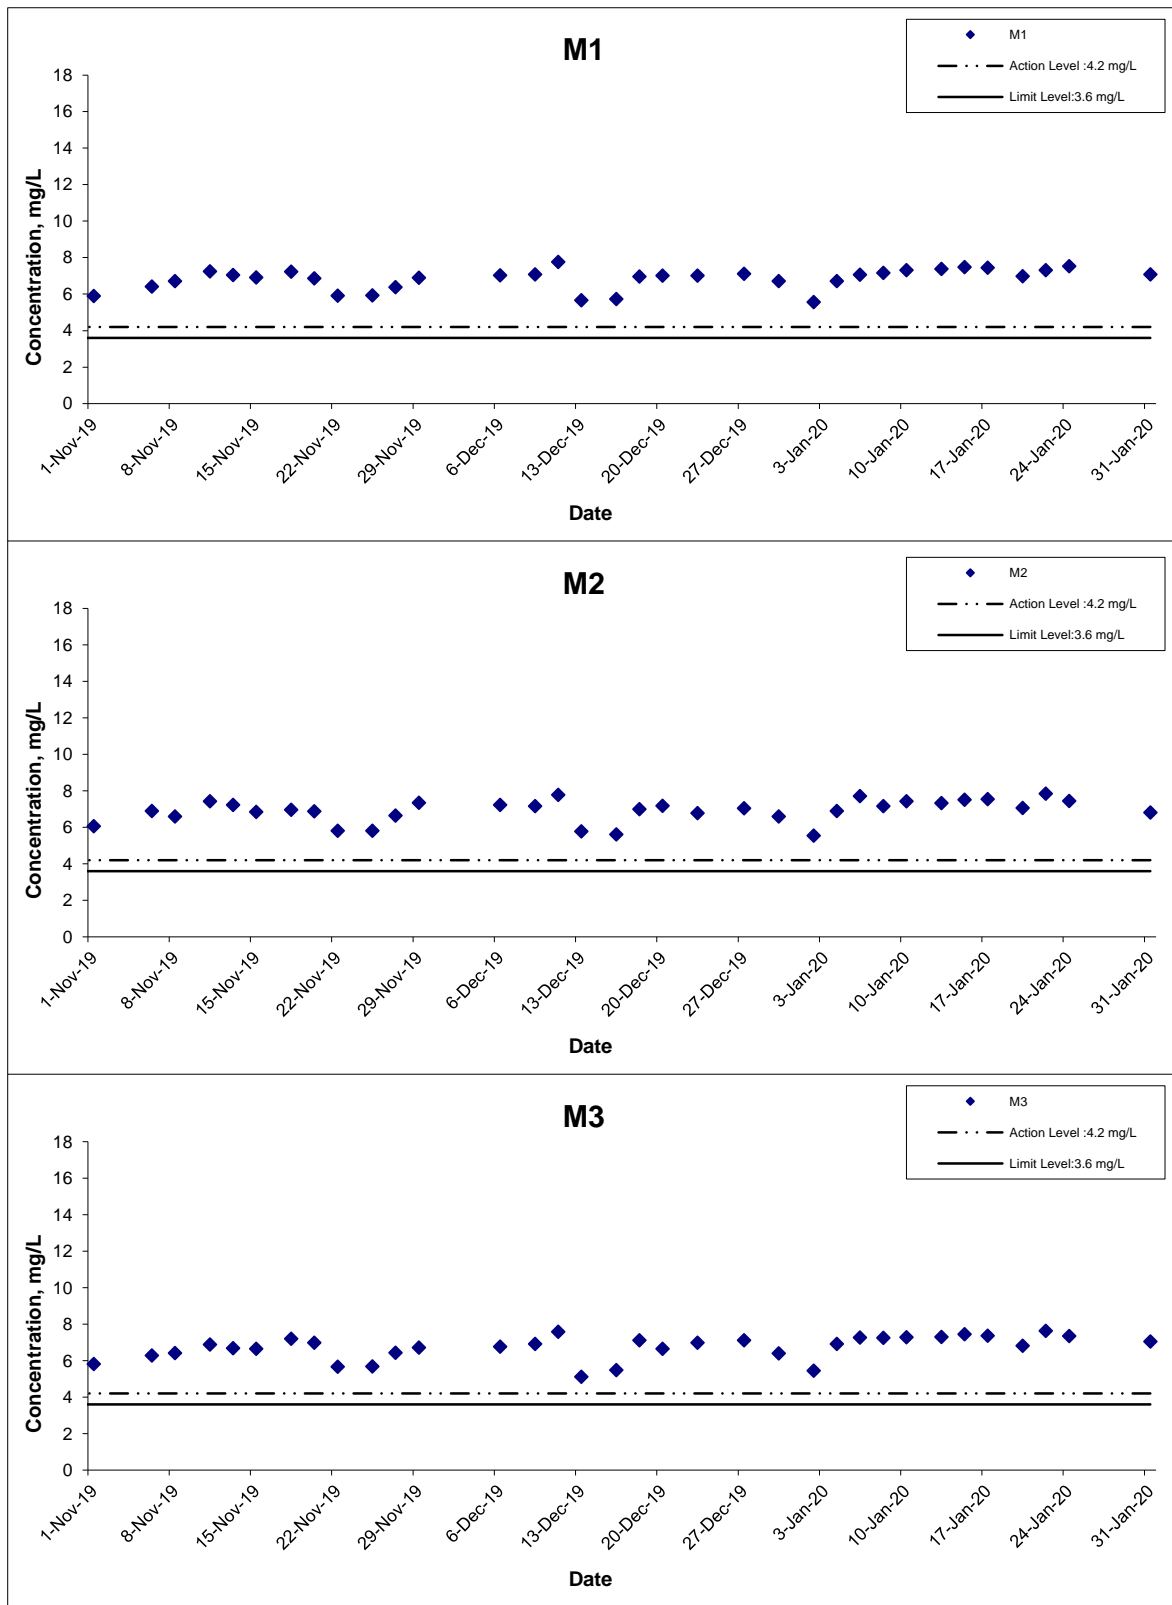 M1
M1
Action Level :4.2 mg/L
Limit Level:3.6 mg/L
Concentration, mg/L
18
16
14
12
10
8
6
4
2
0
1-Nov-19
8-Nov-19
15-Nov-19
22-Nov-19
29-Nov-19
6-Dec-19
13-Dec-19
20-Dec-19
27-Dec-19
3-Jan-20
10-Jan-20
17-Jan-20
24-Jan-20
31-Jan-20
Date
M2
M2
Action Level :4.2 mg/L
Limit Level:3.6 mg/L
Concentration, mg/L
18
16
14
12
10
8
6
4
2
0
1-Nov-19
8-Nov-19
15-Nov-19
22-Nov-19
29-Nov-19
6-Dec-19
13-Dec-19
20-Dec-19
27-Dec-19
3-Jan-20
10-Jan-20
17-Jan-20
24-Jan-20
31-Jan-20
Date
M3
M3
Action Level :4.2 mg/L
Limit Level:3.6 mg/L
Concentration, mg/L
18
16
14
12
10
8
6
4
2
0
1-Nov-19
8-Nov-19
15-Nov-19
22-Nov-19
29-Nov-19
6-Dec-19
13-Dec-19
20-Dec-19
27-Dec-19
3-Jan-20
10-Jan-20
17-Jan-20
24-Jan-20
31-Jan-20
Date